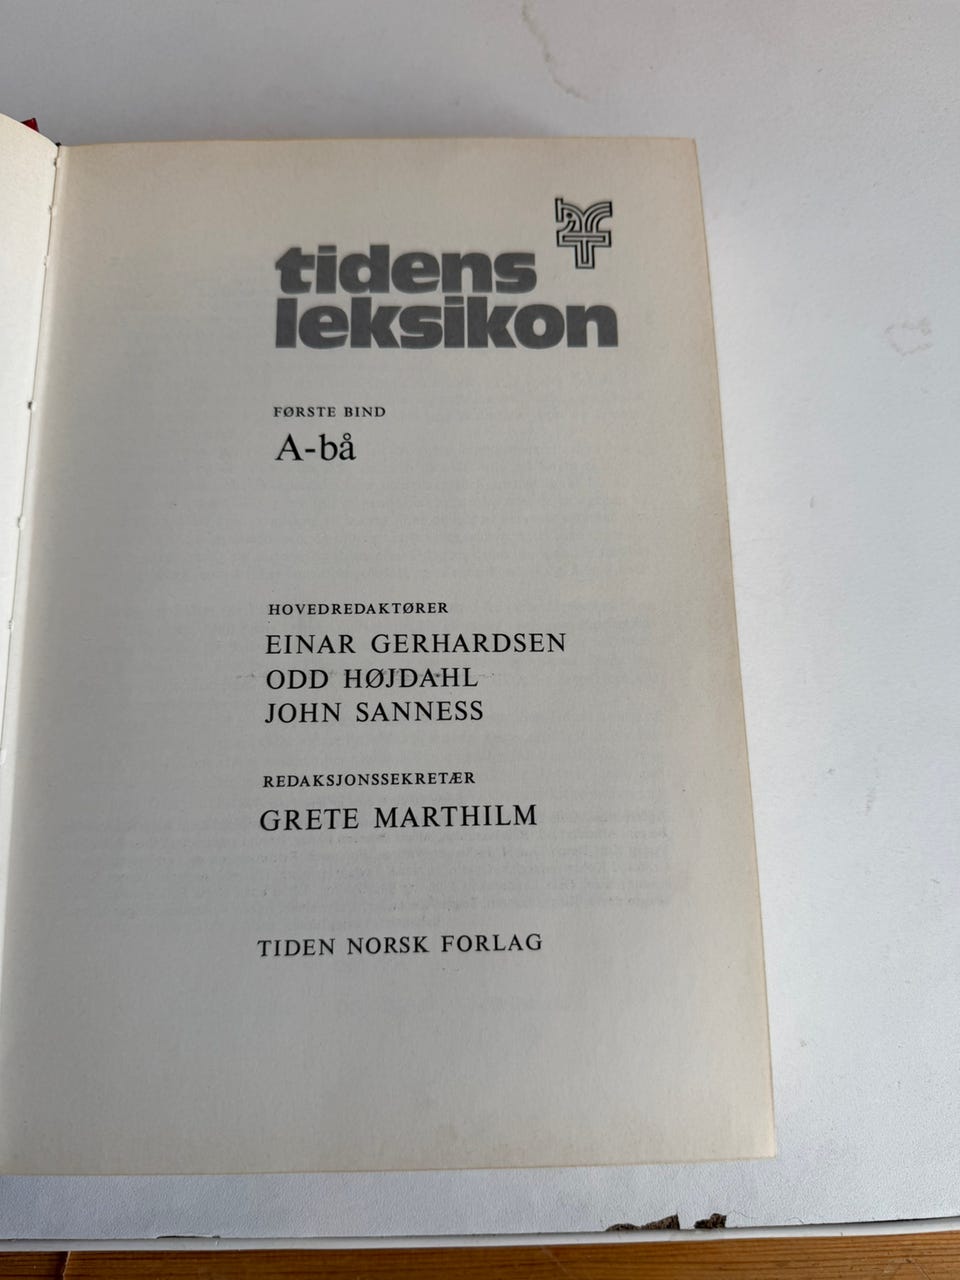 tidens
leksikon
FØRSTE BIND
A-bå
HOVEDREDAKTØRER
EINAR GERHARDSEN
ODD HØJDAHL
JOHN SANNESS
REDAKSJONSSEKRETÆR
GRETE MARTHILM
TIDEN NORSK FORLAG